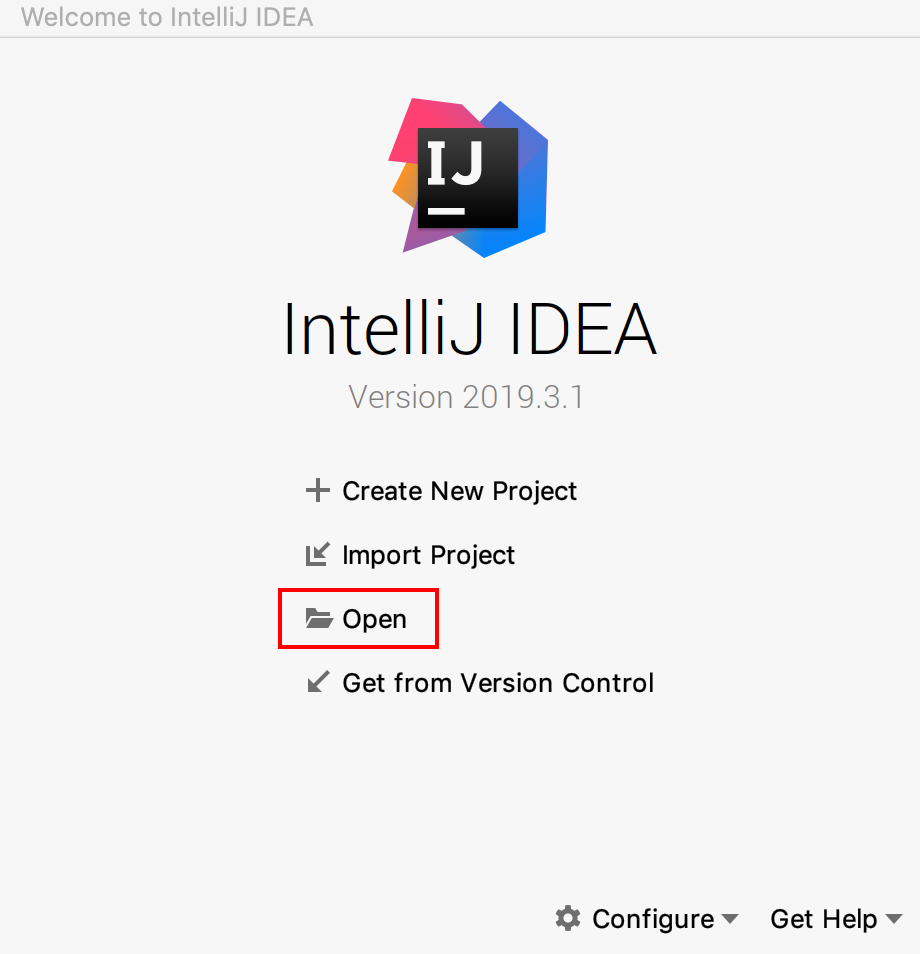 Welcome to IntelliJ IDEA
IJ
IntelliJ IDEA
Version 2019.3.1
Create New Project
Import Project
Open
Get from Version Control
Configure Get Help